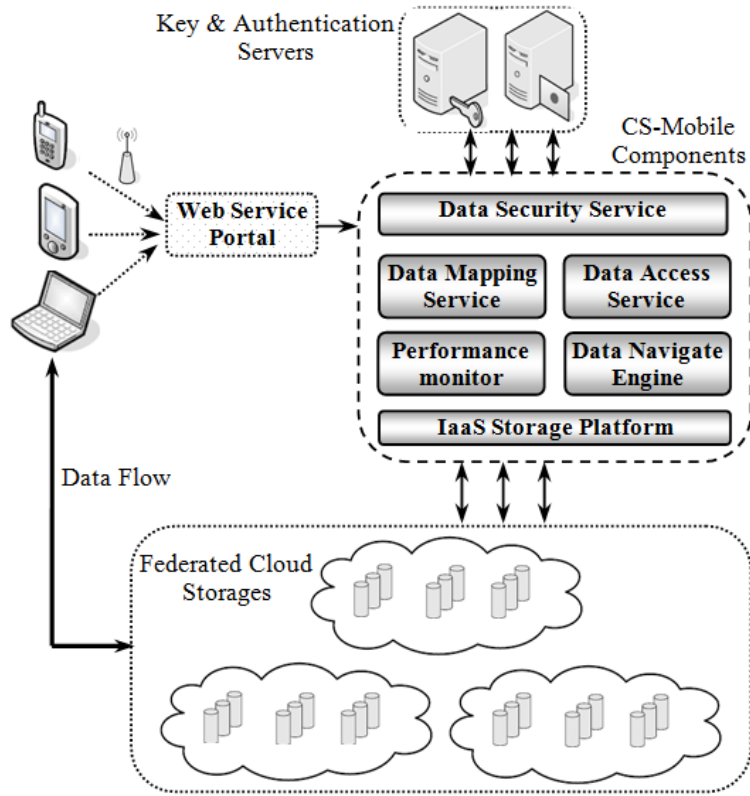 Key & Authentication
Servers
CS-Mobile
Components
Web Service
Portal
Data Security Service
Data Mapping
Service
Data Access
Service
Performance
monitor
Data Navigate
Engine
IaaS Storage Platform
Data Flow
Federated Cloud
Storages